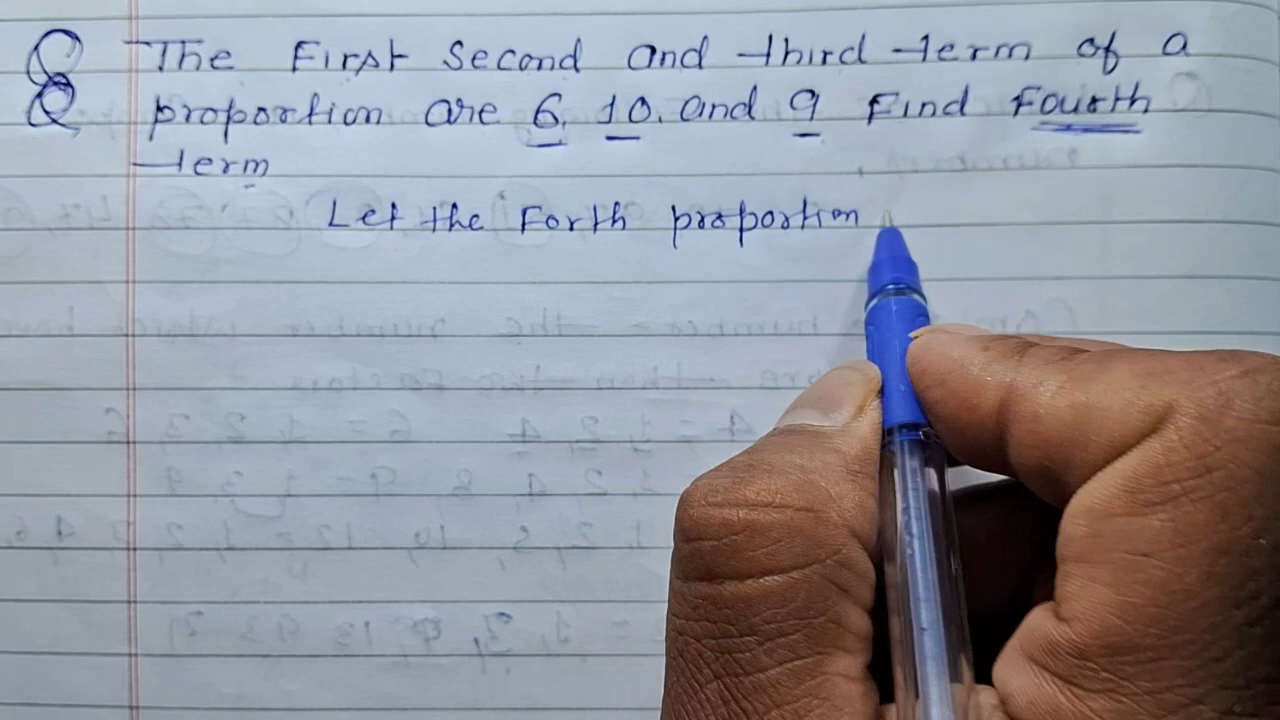 Q The First Second and third term of a
proportion are 6, 10, and 9 Find Fourth
term
Let the Forth proportion